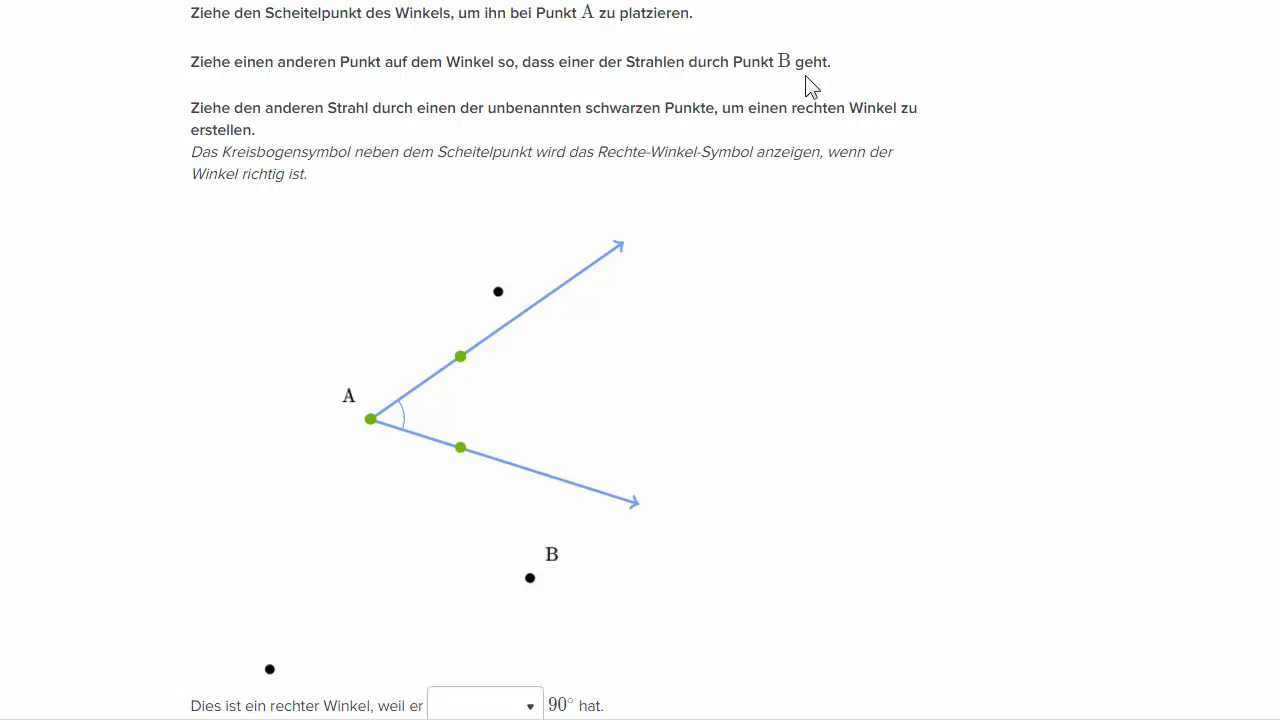 Ziehe den Scheitelpunkt des Winkels, um ihn bei Punkt A zu platzieren.
Ziehe einen anderen Punkt auf dem Winkel so, dass einer der Strahlen durch Punkt B geht.
Ziehe den anderen Strahl durch einen der unbenannten schwarzen Punkte, um einen rechten Winkel zu
erstellen.
Das Kreisbogensymbol neben dem Scheitelpunkt wird das Rechte-Winkel-Symbol anzeigen, wenn der
Winkel richtig ist.
A
B
Dies ist ein rechter Winkel, weil er 90° hat.